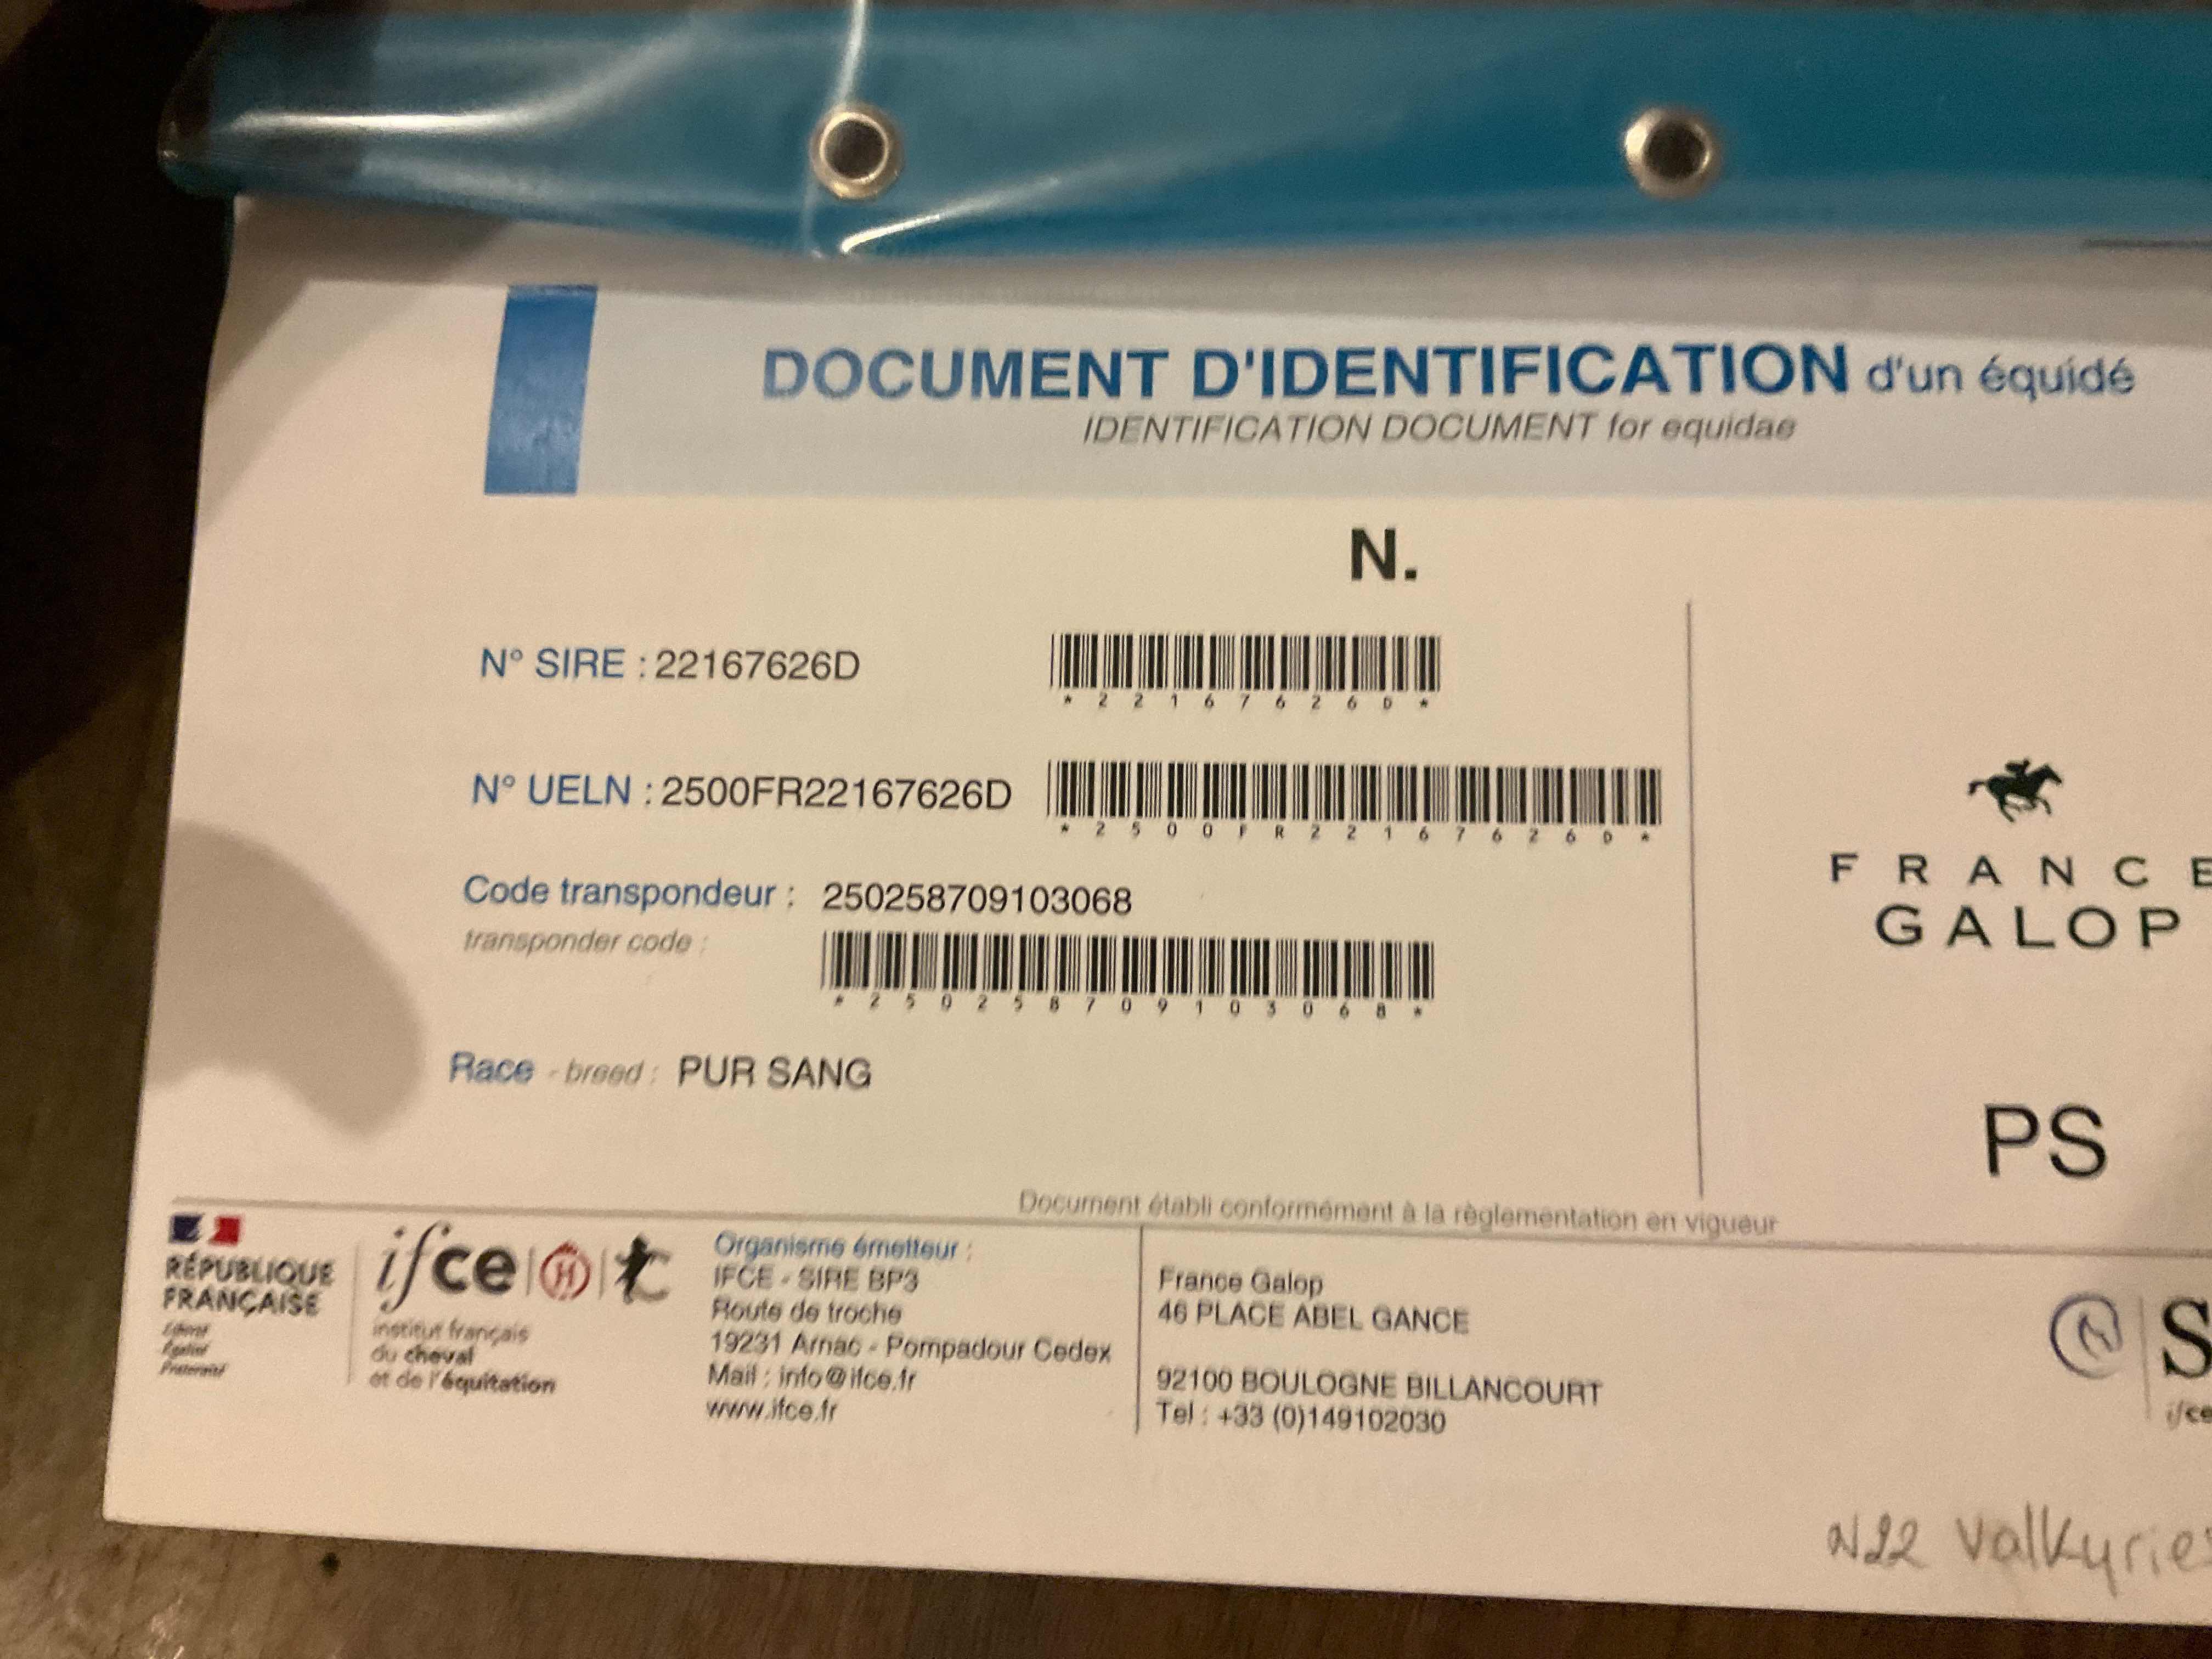 DOCUMENT D'IDENTIFICATION d'un équidé
IDENTIFICATION DOCUMENT for equidae
N.
N° SIRE : 22167626D
*22167626D*
N° UELN : 2500FR22167626D
*2500FR22167626D*
Code transpondeur : 250258709103068
transponder code :
*250258709103068*
Race - breed : PUR SANG
FRANCE
GALOP
PS
Document établi conformément à la règlementation en vigueur
RÉPUBLIQUE
FRANÇAISE
Liberté
Égalité
Fraternité
ifce
institut français
du cheval
et de l'équitation
Organisme émetteur :
IFCE - SIRE BP3
Route de troche
19231 Arnac - Pompadour Cedex
Mail : info@ifce.fr
www.ifce.fr
France Galop
46 PLACE ABEL GANCE
92100 BOULOGNE BILLANCOURT
Tel : +33 (0)149102030
S
ifce
N22 Valkyrie